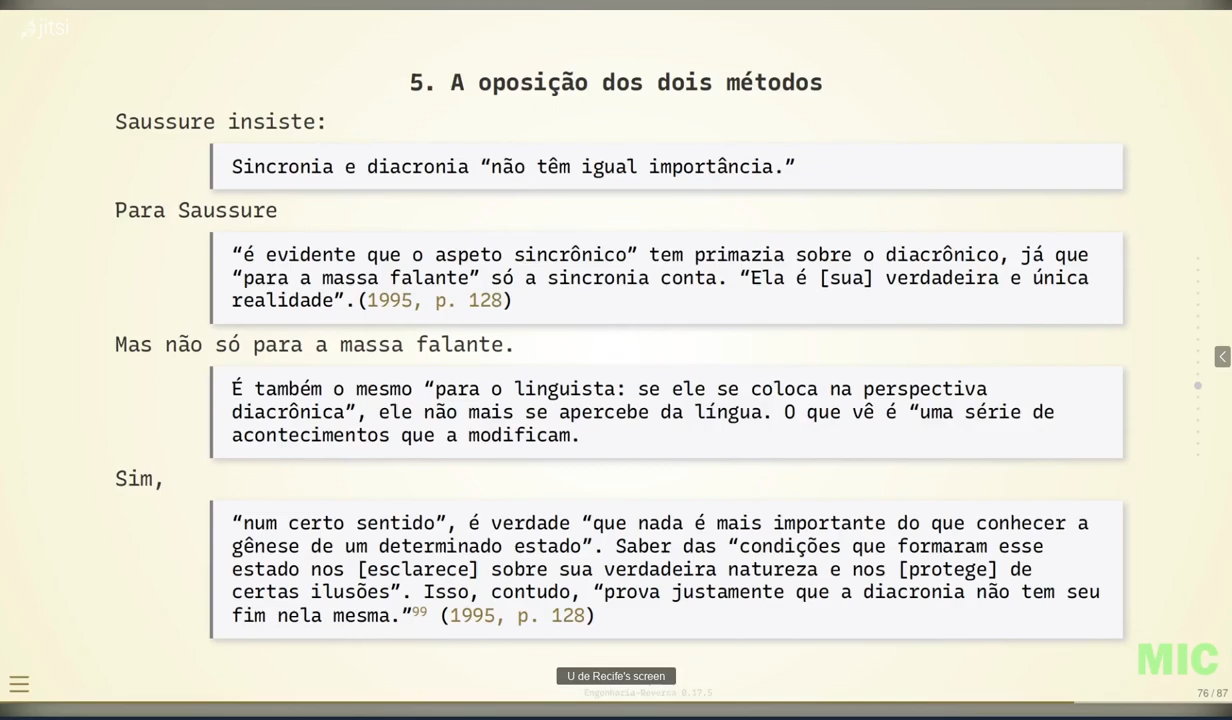 jitsi
5. A oposição dos dois métodos
Saussure insiste:
Sincronia e diacronia “não têm igual importância.”
Para Saussure
“é evidente que o aspeto sincrônico” tem primazia sobre o diacrônico, já que
“para a massa falante” só a sincronia conta. “Ela é [sua] verdadeira e única
realidade”.(1995, p. 128)
Mas não só para a massa falante.
É também o mesmo “para o linguista: se ele se coloca na perspectiva
diacrônica”, ele não mais se apercebe da língua. O que vê é “uma série de
acontecimentos que a modificam.
Sim,
“num certo sentido”, é verdade “que nada é mais importante do que conhecer a
gênese de um determinado estado”. Saber das “condições que formaram esse
estado nos [esclarece] sobre sua verdadeira natureza e nos [protege] de
certas ilusões”. Isso, contudo, “prova justamente que a diacronia não tem seu
fim nela mesma.”99 (1995, p. 128)
MIC
U de Recife's screen
Engenharia-Reversa 0.17.5
76 / 87